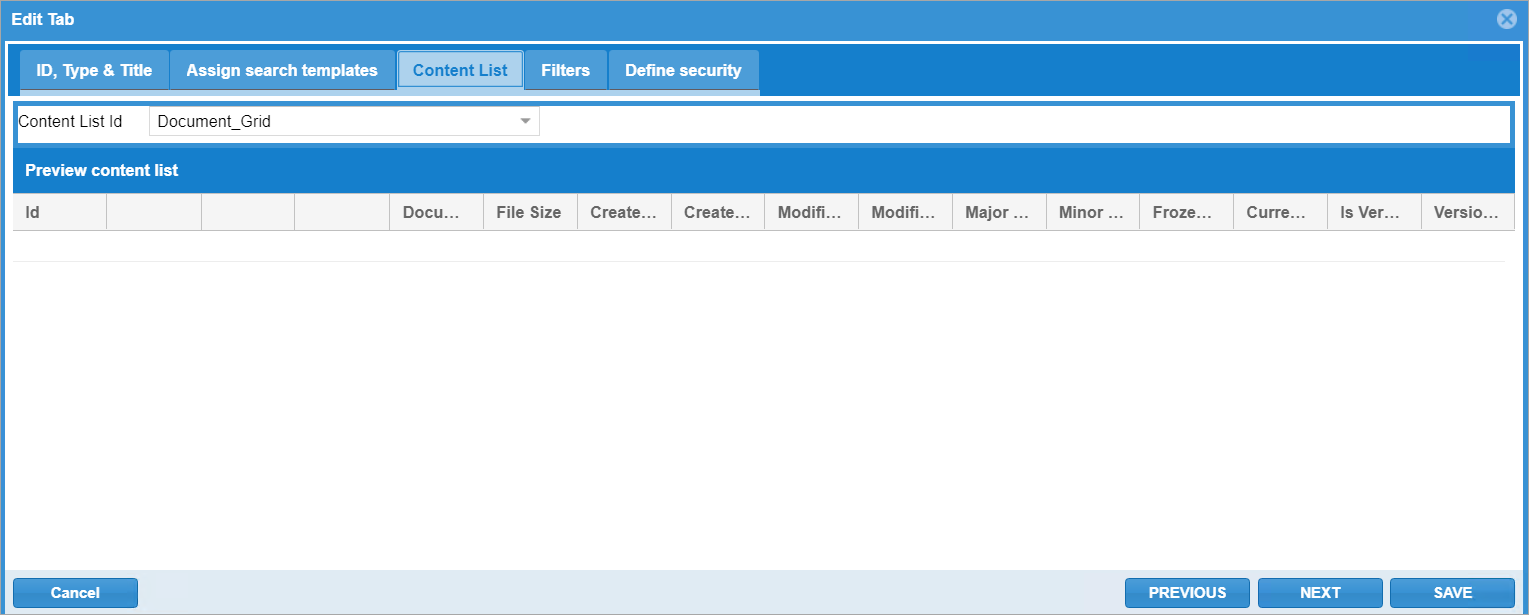 Edit Tab
ID, Type & Title Assign search templates Content List Filters Define security
Content List Id Document_Grid
Preview content list
Id Docu... File Size Create... Create... Modifi... Modifi... Major ... Minor ... Froze... Curre... Is Ver... Versio...
Cancel PREVIOUS NEXT SAVE